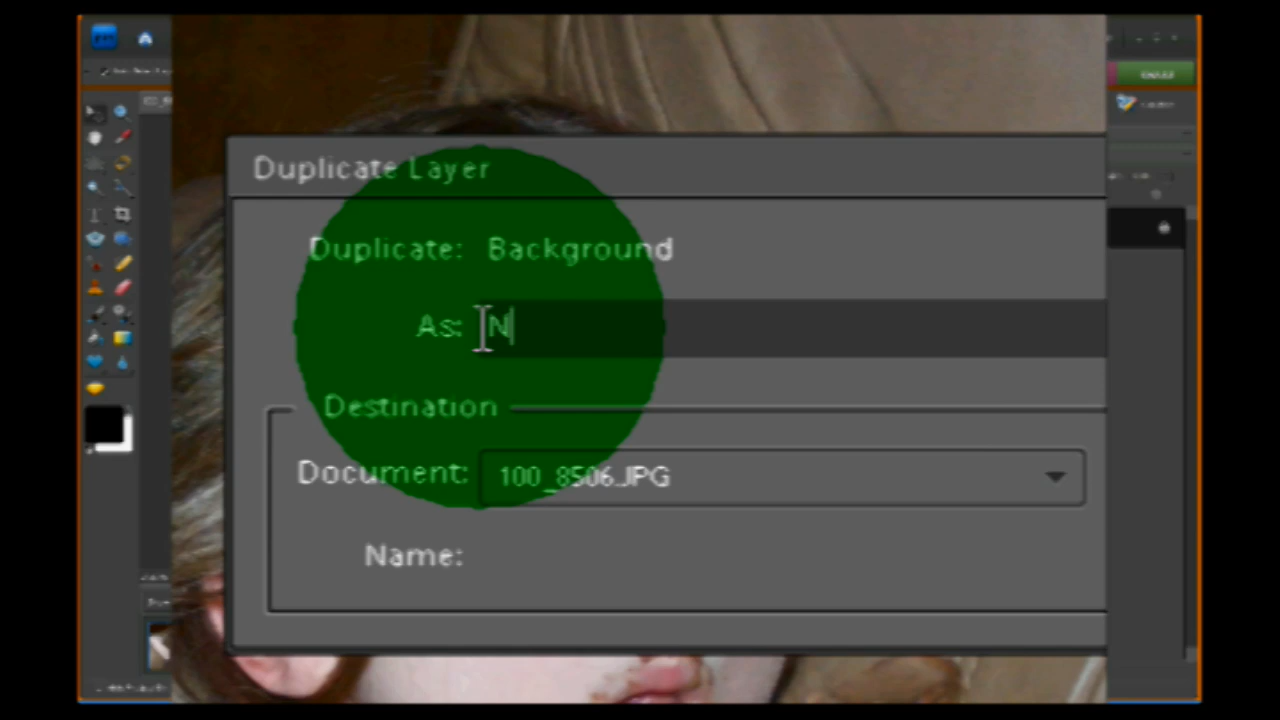 Duplicate Layer
Duplicate: Background
As: N
Destination
Document: 100_8506.JPG
Name: